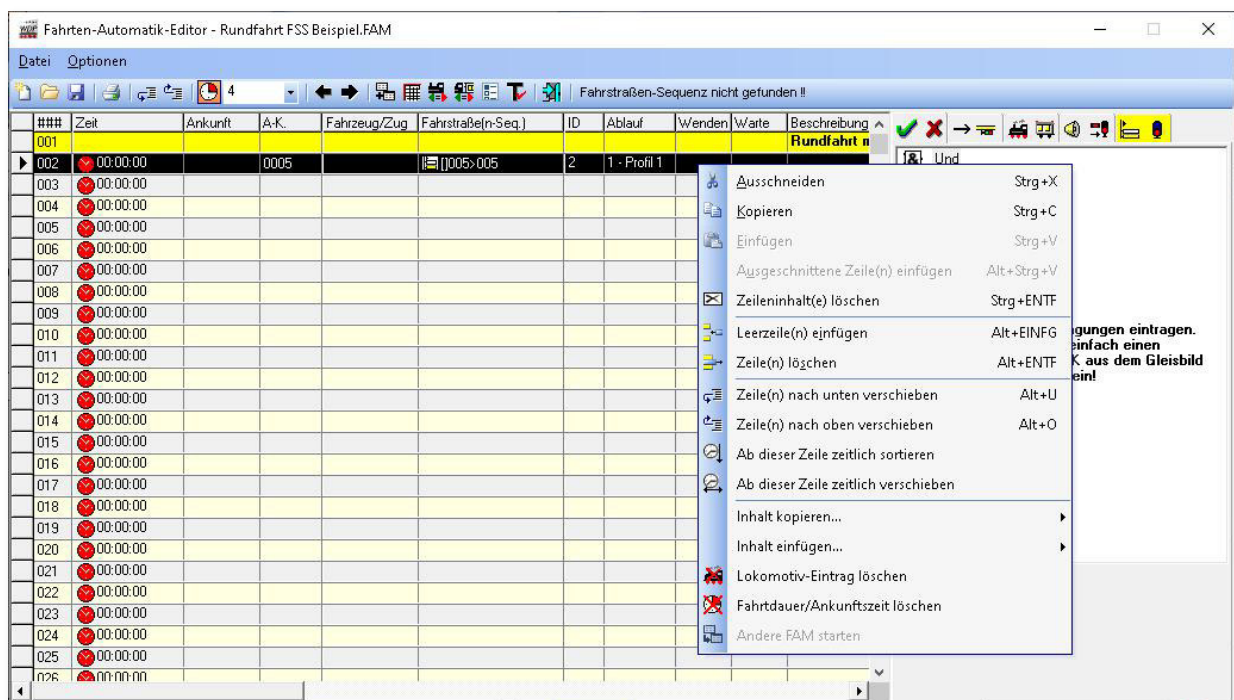 Fahrten-Automatik-Editor - Rundfahrt FSS Beispiel.FAM
Datei Optionen
4 Fahrstraßen-Sequenz nicht gefunden !!
### Zeit Ankunft A-K. Fahrzeug/Zug Fahrstraße(n-Seq.) ID Ablauf Wenden Warte Beschreibung
001 Rundfahrt
002 00:00:00 0005 []005>005 2 1 - Profil 1
Und
003 00:00:00
004 00:00:00
005 00:00:00
006 00:00:00
007 00:00:00
008 00:00:00
009 00:00:00
010 00:00:00
011 00:00:00
012 00:00:00
013 00:00:00
014 00:00:00
015 00:00:00
016 00:00:00
017 00:00:00
018 00:00:00
019 00:00:00
020 00:00:00
021 00:00:00
022 00:00:00
023 00:00:00
024 00:00:00
025 00:00:00
026 00:00:00
Ausschneiden Strg+X
Kopieren Strg+C
Einfügen Strg+V
Ausgeschnittene Zeile(n) einfügen Alt+Strg+V
Zeileninhalt(e) löschen Strg+ENTF
Leerzeile(n) einfügen Alt+EINFG
Zeile(n) löschen Alt+ENTF
Zeile(n) nach unten verschieben Alt+U
Zeile(n) nach oben verschieben Alt+O
Ab dieser Zeile zeitlich sortieren
Ab dieser Zeile zeitlich verschieben
Inhalt kopieren...
Inhalt einfügen...
Lokomotiv-Eintrag löschen
Fahrtdauer/Ankunftszeit löschen
Andere FAM starten
gungen eintragen.
einfach einen
K aus dem Gleisbild
ein!